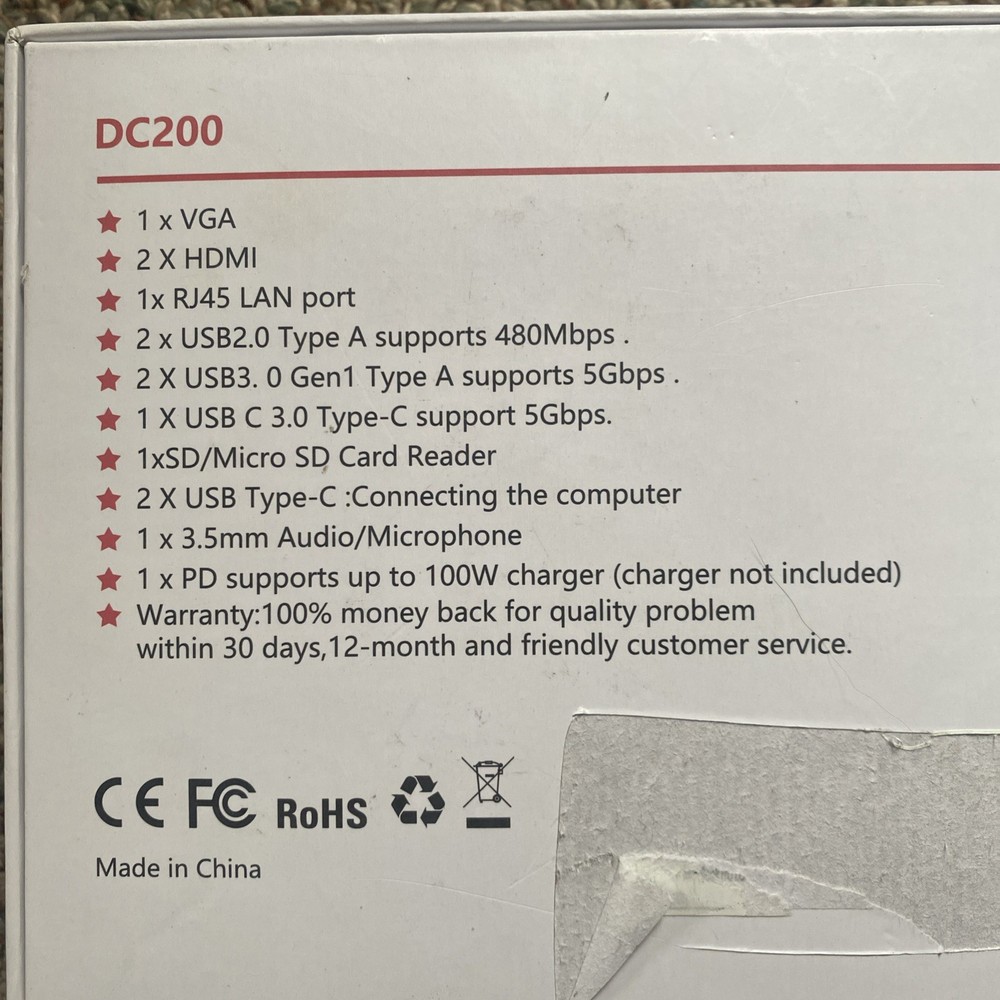 DC200
1 x VGA
2 X HDMI
1x RJ45 LAN port
2 x USB2.0 Type A supports 480Mbps .
2 X USB3. 0 Gen1 Type A supports 5Gbps .
1 X USB C 3.0 Type-C support 5Gbps.
1xSD/Micro SD Card Reader
2 X USB Type-C :Connecting the computer
1 x 3.5mm Audio/Microphone
1 x PD supports up to 100W charger (charger not included)
Warranty:100% money back for quality problem
within 30 days,12-month and friendly customer service.
CE FC RoHS
Made in China